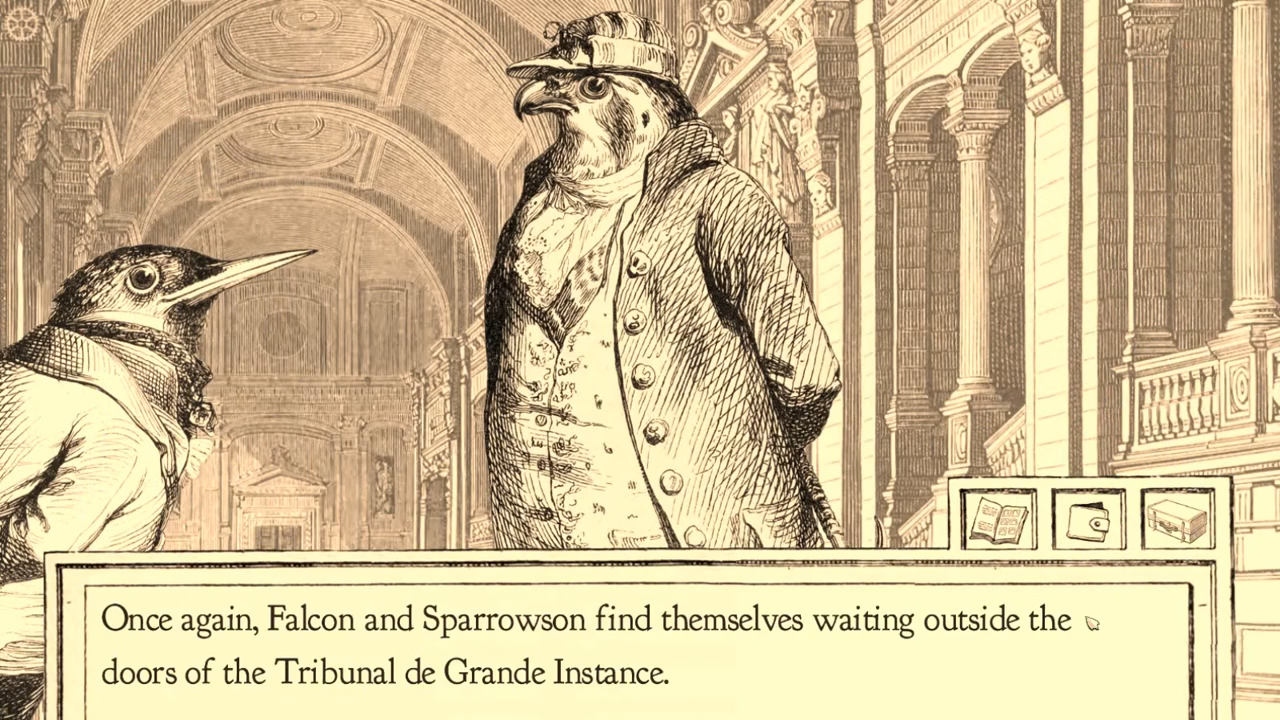 Once again, Falcon and Sparrowson find themselves waiting outside the
doors of the Tribunal de Grande Instance.